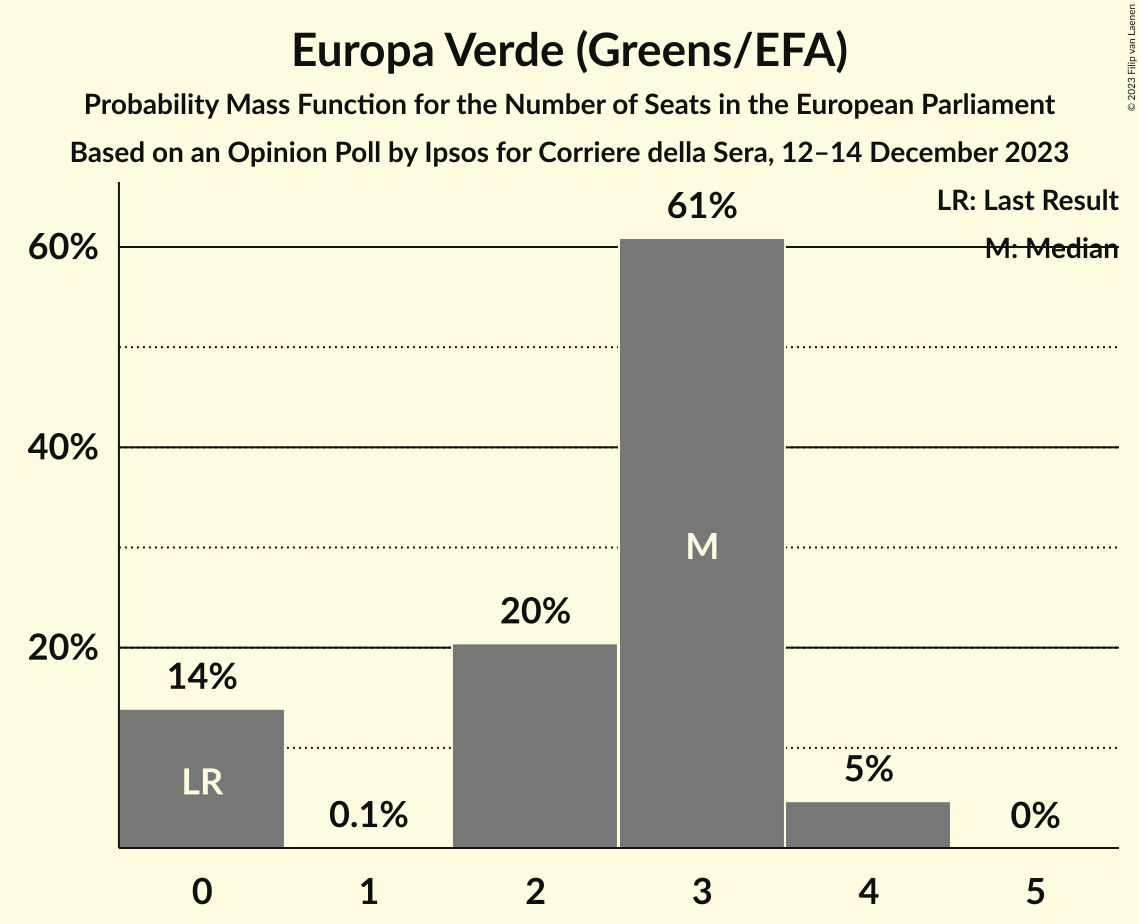 Europa Verde (Greens/EFA)
Probability Mass Function for the Number of Seats in the European Parliament
Based on an Opinion Poll by Ipsos for Corriere della Sera, 12–14 December 2023
© 2023 Filip van Laenen
LR: Last Result
M: Median
61%
60%
40%
M
20%
20%
14%
LR
5%
0.1%
0%
0 1 2 3 4 5